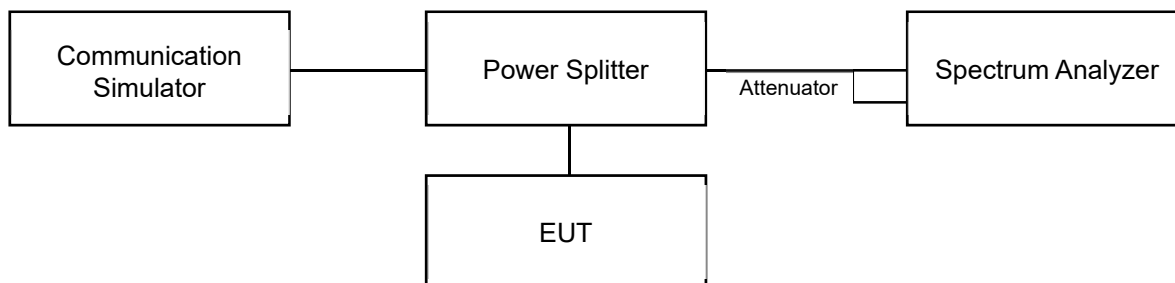 Communication
Simulator
Power Splitter
Attenuator
Spectrum Analyzer
EUT